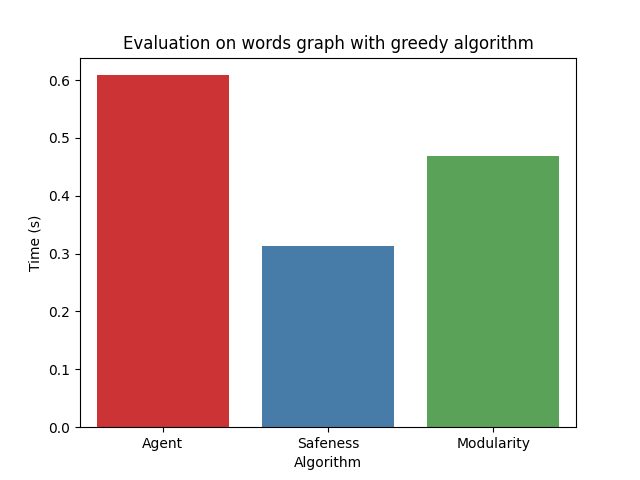 Evaluation on words graph with greedy algorithm
0.6
0.5
0.4
0.3
0.2
0.1
0.0
Time (s)
Agent
Safeness
Modularity
Algorithm